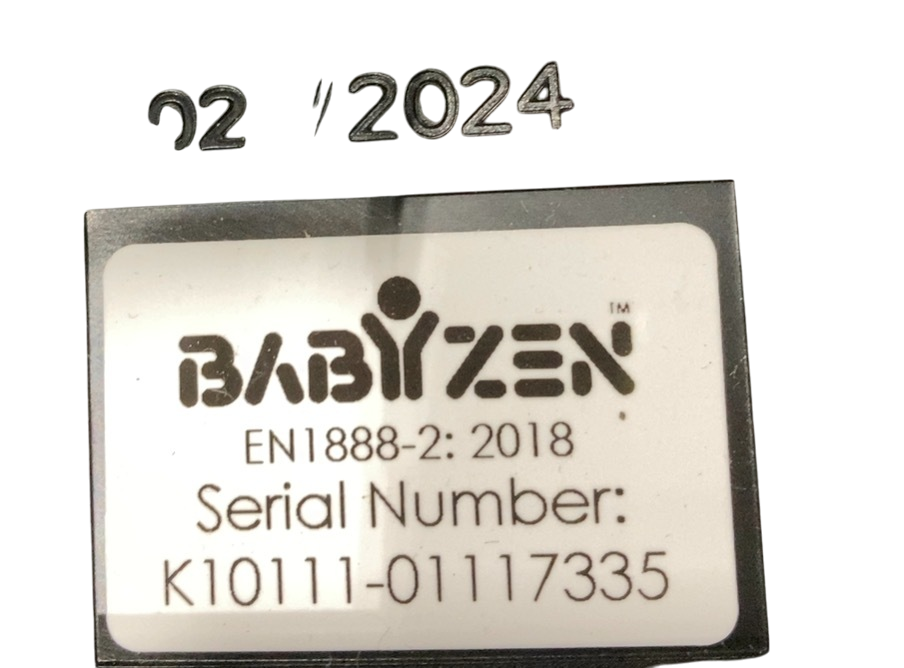 02 / 2024
BABYZEN™
EN1888-2: 2018
Serial Number:
K10111-01117335